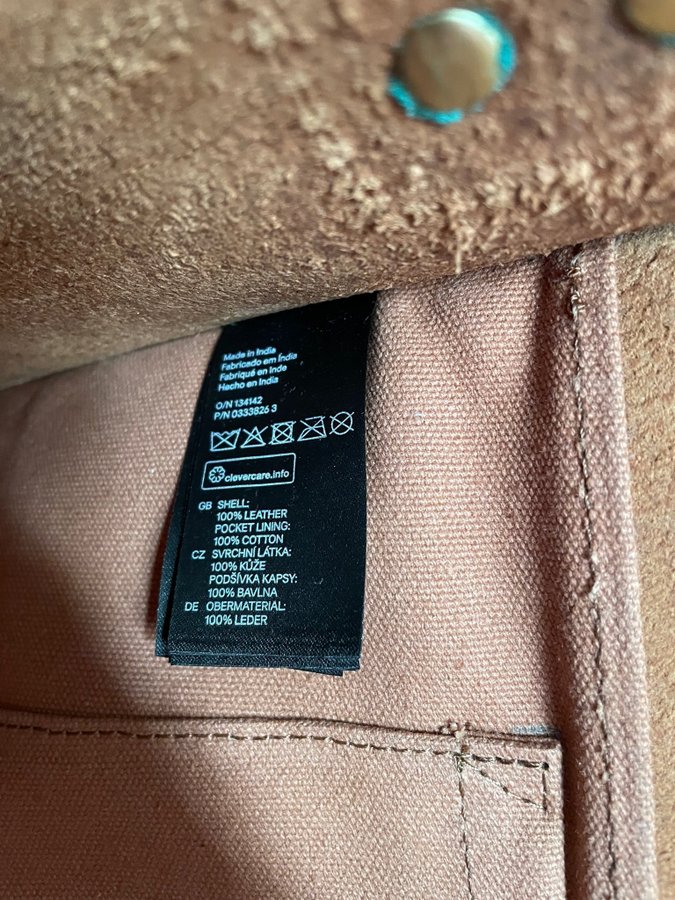 Made in India
Fabricado em Índia
Fabriqué en Inde
Hecho en India
O/N 134142
P/N 0333826 3
clevercare.info
GB SHELL:
100% LEATHER
POCKET LINING:
100% COTTON
CZ SVRCHNÍ LÁTKA:
100% KŮŽE
PODŠÍVKA KAPSY:
100% BAVLNA
DE OBERMATERIAL:
100% LEDER